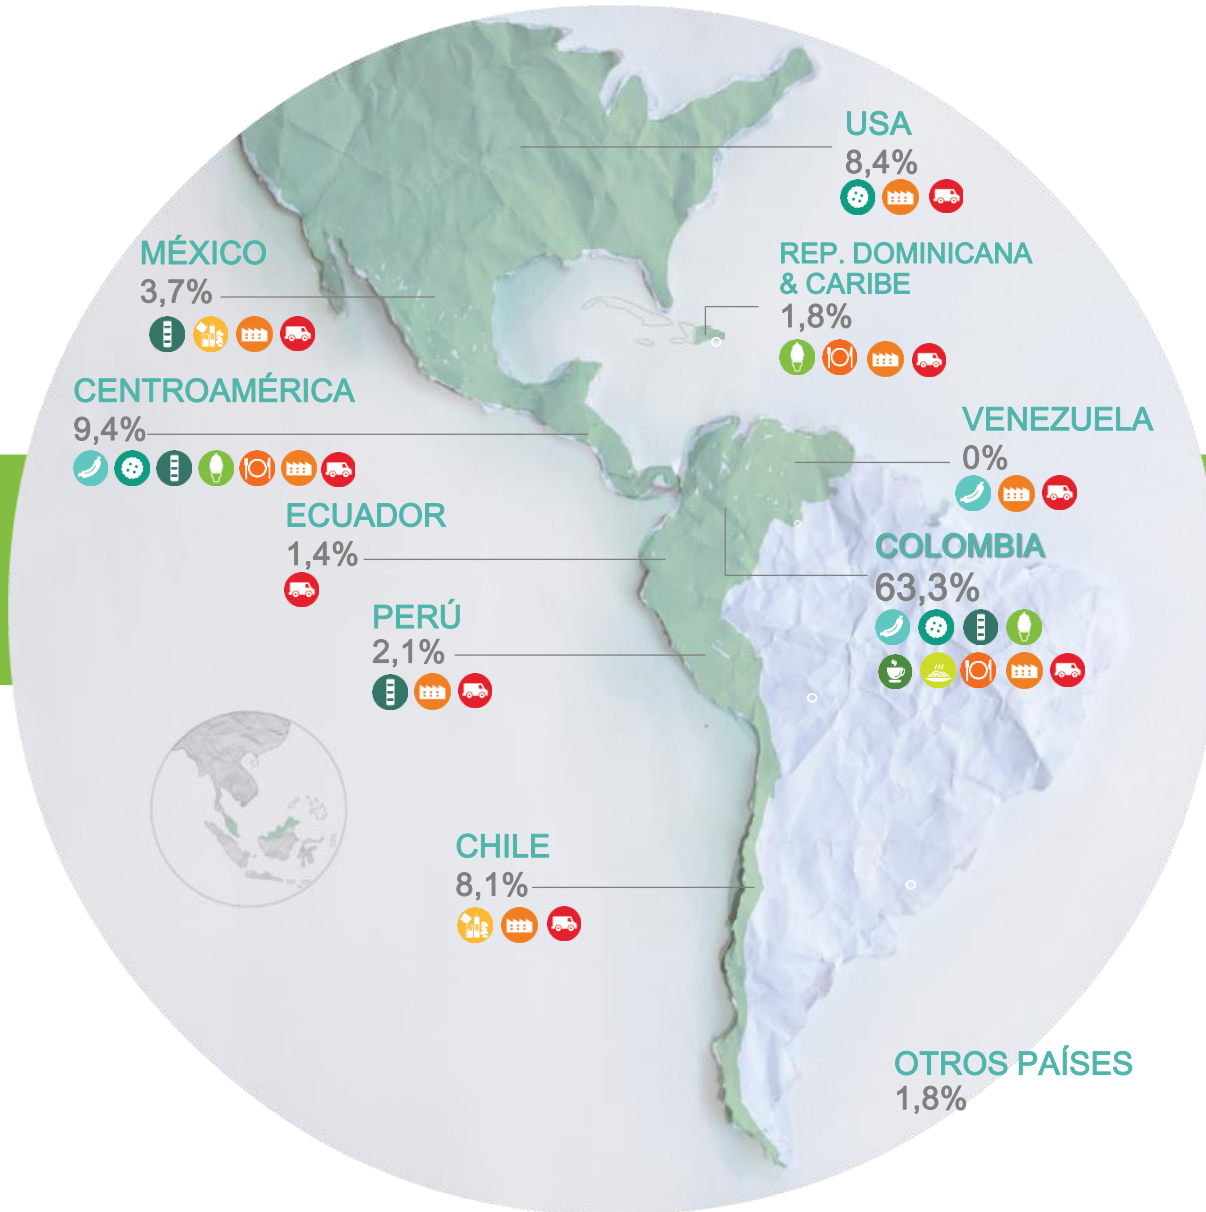 USA
8,4%
MÉXICO
3,7%
REP. DOMINICANA
& CARIBE
1,8%
CENTROAMÉRICA
9,4%
VENEZUELA
0%
ECUADOR
1,4%
COLOMBIA
63,3%
PERÚ
2,1%
CHILE
8,1%
OTROS PAÍSES
1,8%